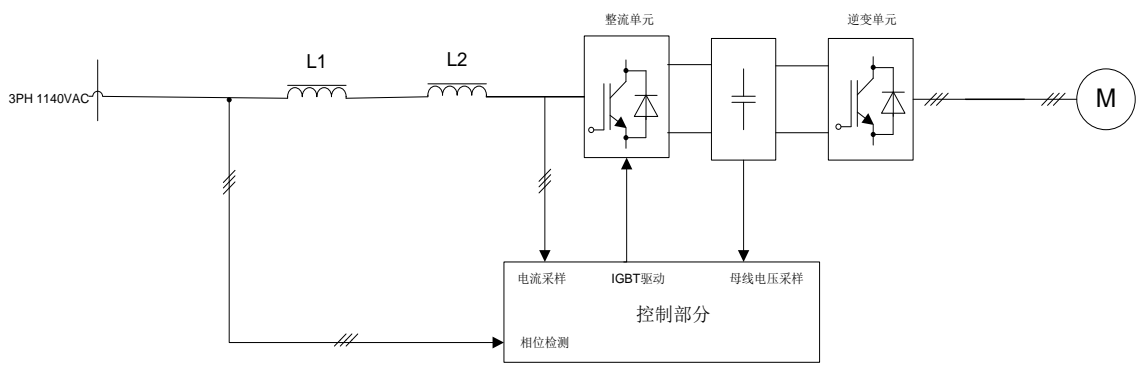 整流单元
逆变单元
L1
L2
3PH 1140VAC
M
电流采样
IGBT驱动
母线电压采样
控制部分
相位检测